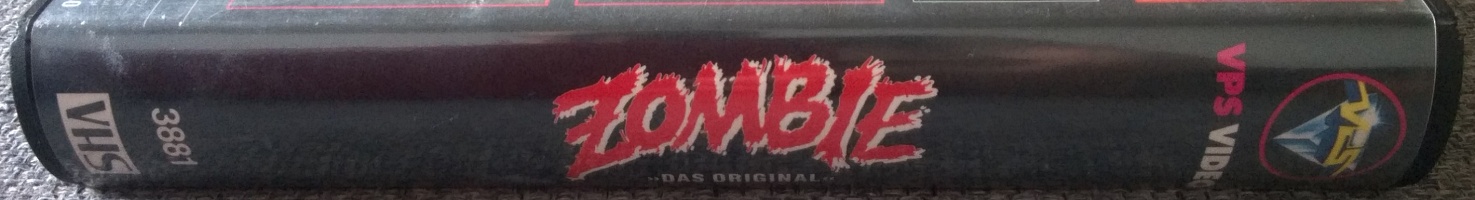 VHS
3881
ZOMBIE
»DAS ORIGINAL«
VPS VIDEO
VPS